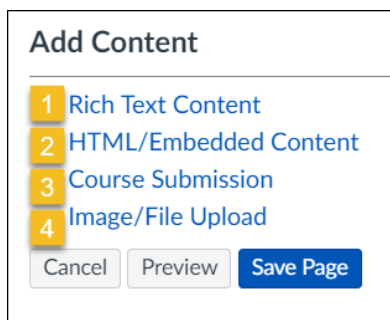 Add Content
1 Rich Text Content
2 HTML/Embedded Content
3 Course Submission
4 Image/File Upload
Cancel Preview Save Page